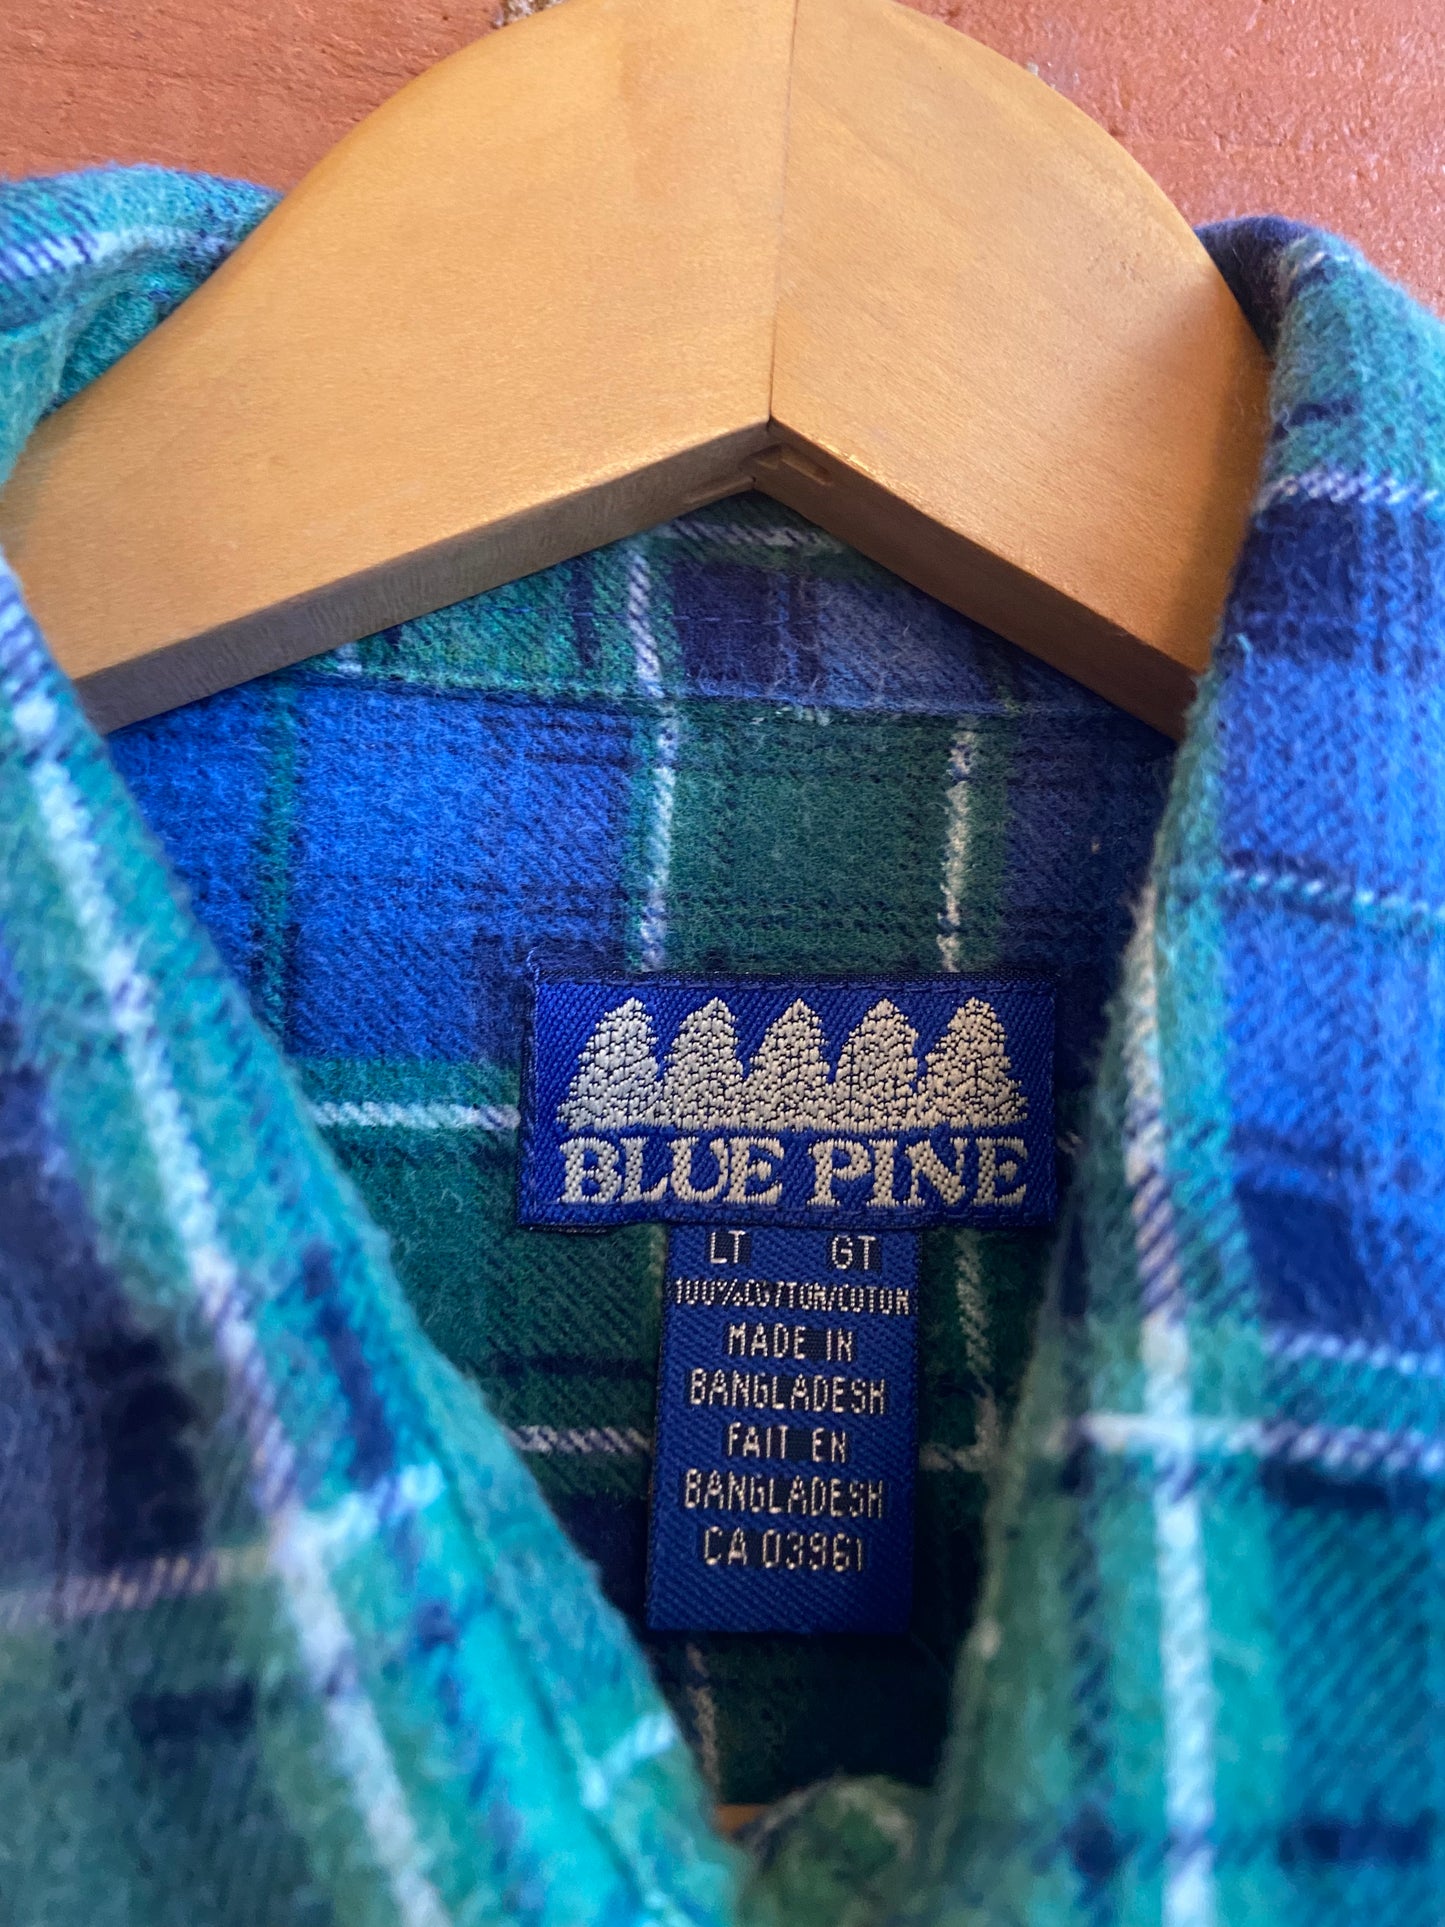 BLUE PINE
LT GT
100% COTTON/COTON
MADE IN
BANGLADESH
FAIT EN
BANGLADESH
CA 03961